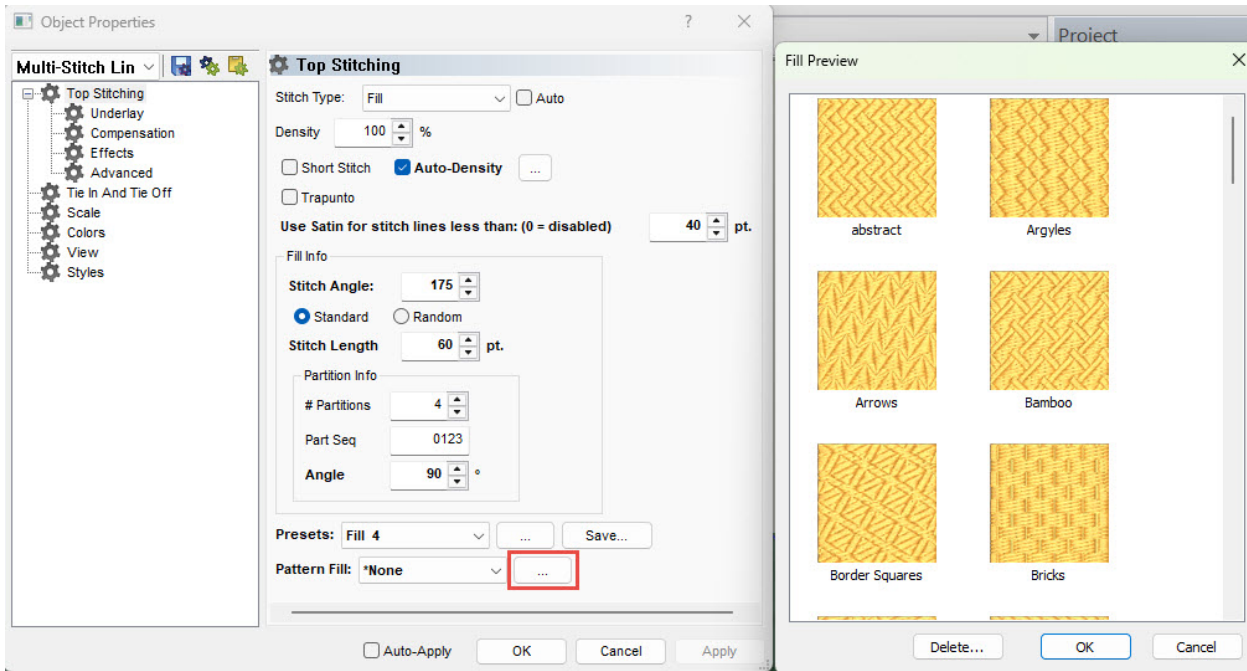 Object Properties
?
Multi-Stitch Lin
Top Stitching
Underlay
Compensation
Effects
Advanced
Tie In And Tie Off
Scale
Colors
View
Styles
Top Stitching
Stitch Type: Fill Auto
Density 100 %
Short Stitch Auto-Density ...
Trapunto
Use Satin for stitch lines less than: (0 = disabled) 40 pt.
Fill Info
Stitch Angle: 175
Standard Random
Stitch Length 60 pt.
Partition Info
# Partitions 4
Part Seq 0123
Angle 90 °
Presets: Fill 4 ... Save...
Pattern Fill: *None ...
Auto-Apply OK Cancel Apply
Project
Fill Preview
abstract Argyles
Arrows Bamboo
Border Squares Bricks
Delete... OK Cancel